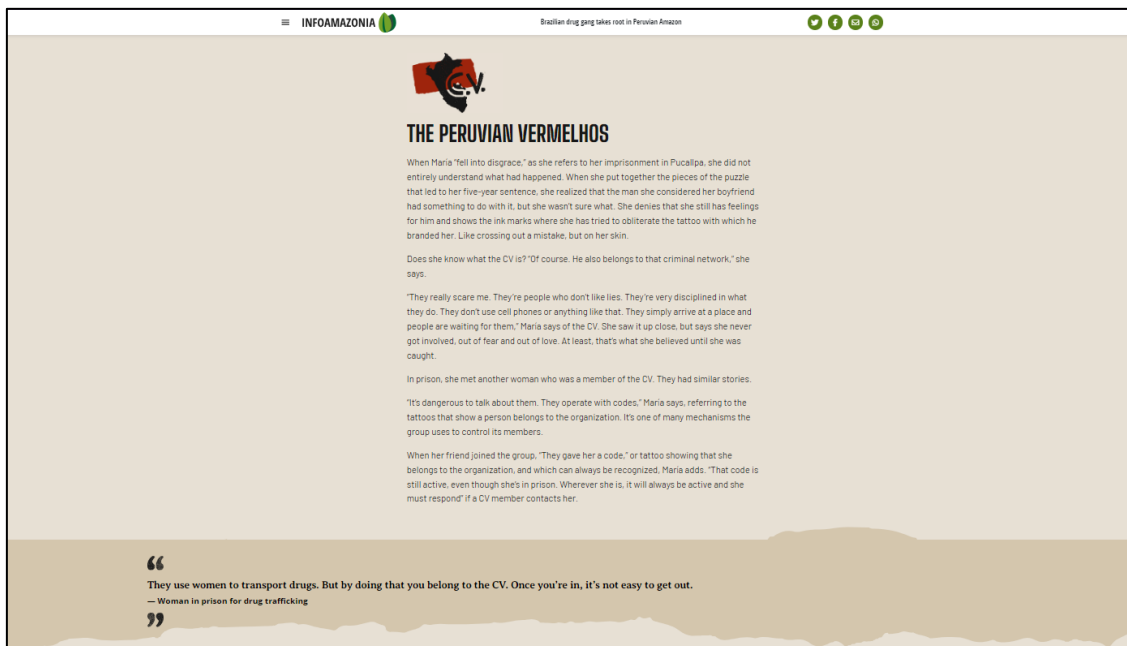 INFOAMAZONIA
Brazilian drug gang takes root in Peruvian Amazon
C.V.
THE PERUVIAN VERMELHOS
When María "fell into disgrace," as she refers to her imprisonment in Pucallpa, she did not
entirely understand what had happened. When she put together the pieces of the puzzle
that led to her five-year sentence, she realized that the man she considered her boyfriend
had something to do with it, but she wasn't sure what. She denies that she still has feelings
for him and shows the ink marks where she has tried to obliterate the tattoo with which he
branded her. Like crossing out a mistake, but on her skin.
Does she know what the CV is? "Of course. He also belongs to that criminal network," she
says.
"They really scare me. They're people who don't like lies. They're very disciplined in what
they do. They don't use cell phones or anything like that. They simply arrive at a place and
people are waiting for them," María says of the CV. She saw it up close, but says she never
got involved, out of fear and out of love. At least, that's what she believed until she was
caught.
In prison, she met another woman who was a member of the CV. They had similar stories.
"It's dangerous to talk about them. They operate with codes," María says, referring to the
tattoos that show a person belongs to the organization. It's one of many mechanisms the
group uses to control its members.
When her friend joined the group, "They gave her a code," or tattoo showing that she
belongs to the organization, and which can always be recognized, María adds. "That code is
still active, even though she's in prison. Wherever she is, it will always be active and she
must respond" if a CV member contacts her.
“
They use women to transport drugs. But by doing that you belong to the CV. Once you're in, it's not easy to get out.
— Woman in prison for drug trafficking
”